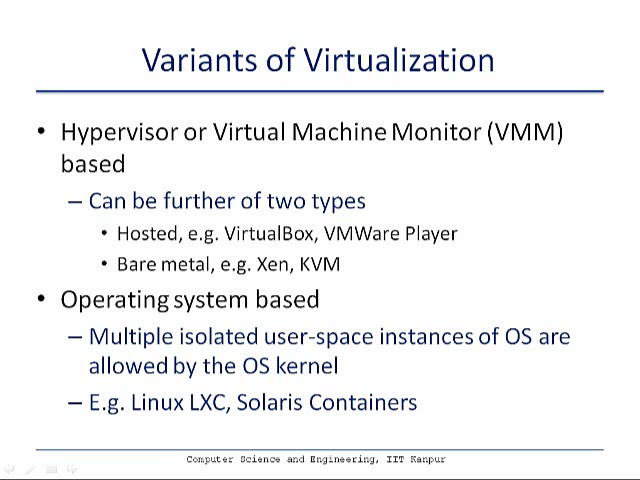 Variants of Virtualization
• Hypervisor or Virtual Machine Monitor (VMM)
based
– Can be further of two types
• Hosted, e.g. VirtualBox, VMWare Player
• Bare metal, e.g. Xen, KVM
• Operating system based
– Multiple isolated user-space instances of OS are
allowed by the OS kernel
– E.g. Linux LXC, Solaris Containers
Computer Science and Engineering, IIT Kanpur